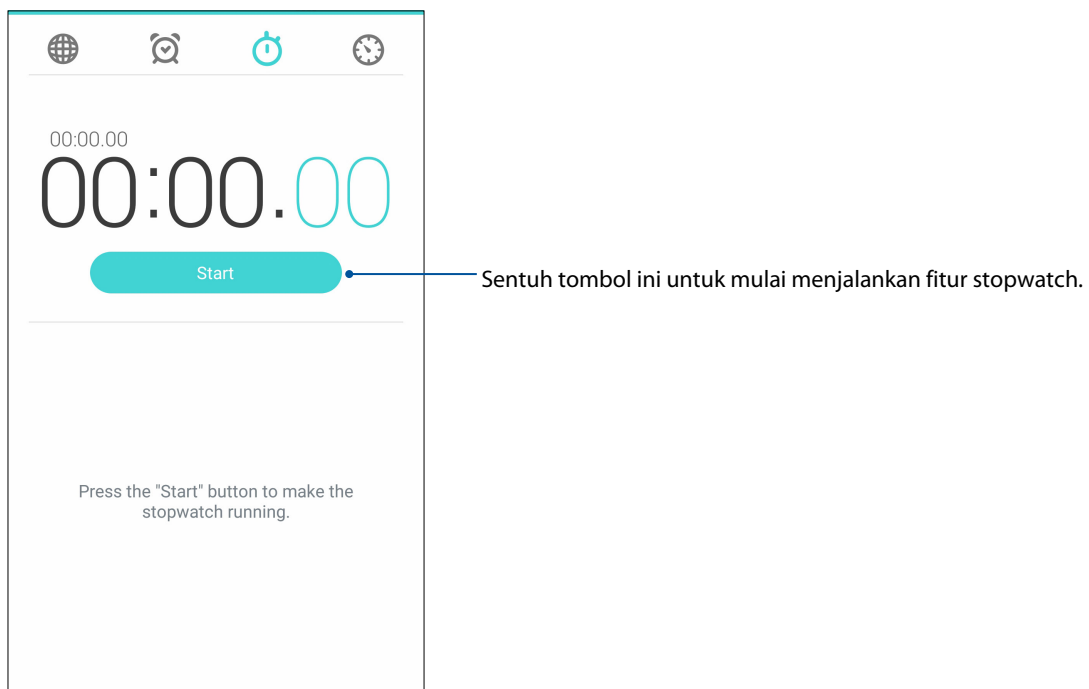 00:00.00
00:00.00
Start
Sentuh tombol ini untuk mulai menjalankan fitur stopwatch.
Press the "Start" button to make the
stopwatch running.